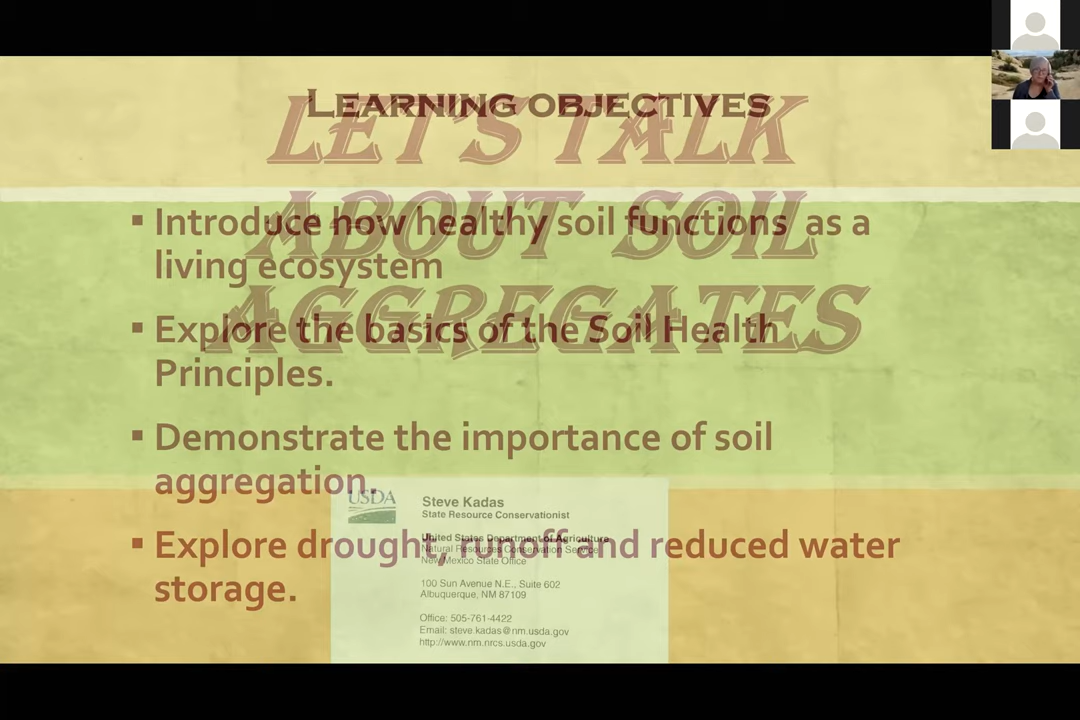 LEARNING OBJECTIVES
LET'S TALK
ABOUT SOIL
AGGREGATES
▪ Introduce how healthy soil functions as a
living ecosystem
▪ Explore the basics of the Soil Health
Principles.
▪ Demonstrate the importance of soil
aggregation.
▪ Explore drought, runoff and reduced water
storage.
USDA
Steve Kadas
State Resource Conservationist
United States Department of Agriculture
Natural Resources Conservation Service
New Mexico State Office
100 Sun Avenue N.E., Suite 602
Albuquerque, NM 87109
Office: 505-761-4422
Email: steve.kadas@nm.usda.gov
http://www.nm.nrcs.usda.gov